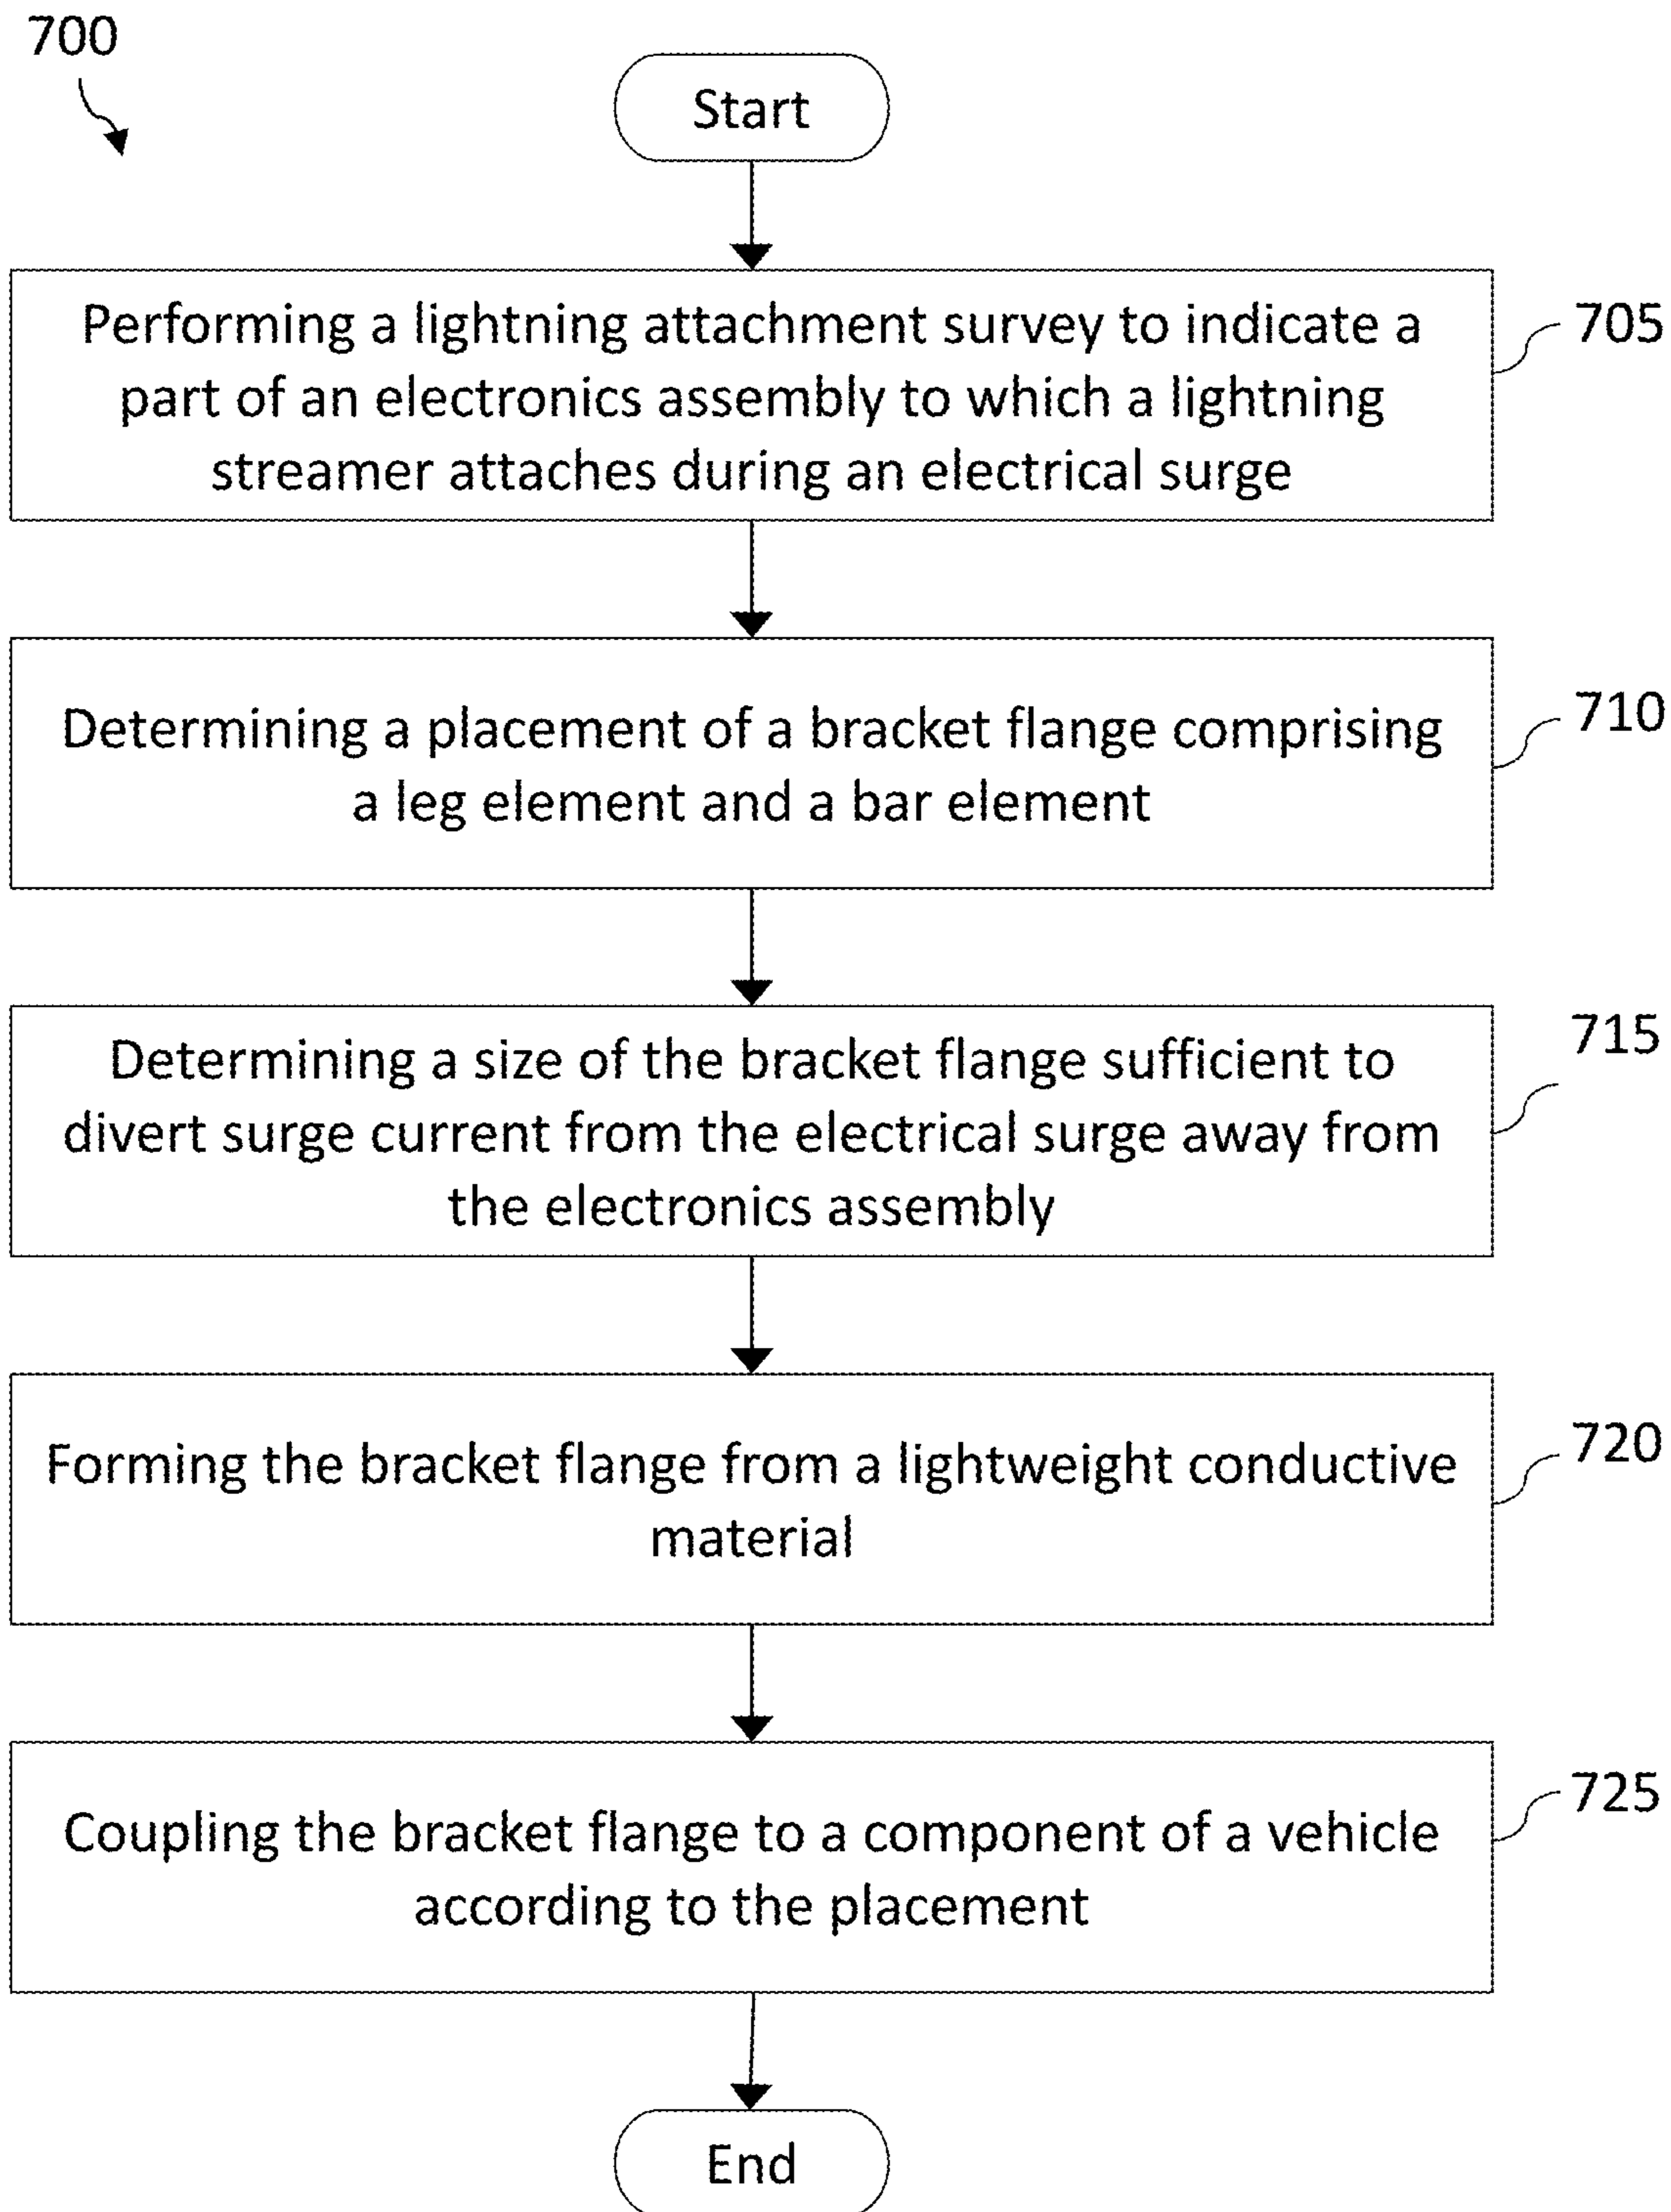 700
Start
Performing a lightning attachment survey to indicate a
part of an electronics assembly to which a lightning
streamer attaches during an electrical surge
705
Determining a placement of a bracket flange comprising
a leg element and a bar element
710
Determining a size of the bracket flange sufficient to
divert surge current from the electrical surge away from
the electronics assembly
715
Forming the bracket flange from a lightweight conductive
material
720
Coupling the bracket flange to a component of a vehicle
according to the placement
725
End